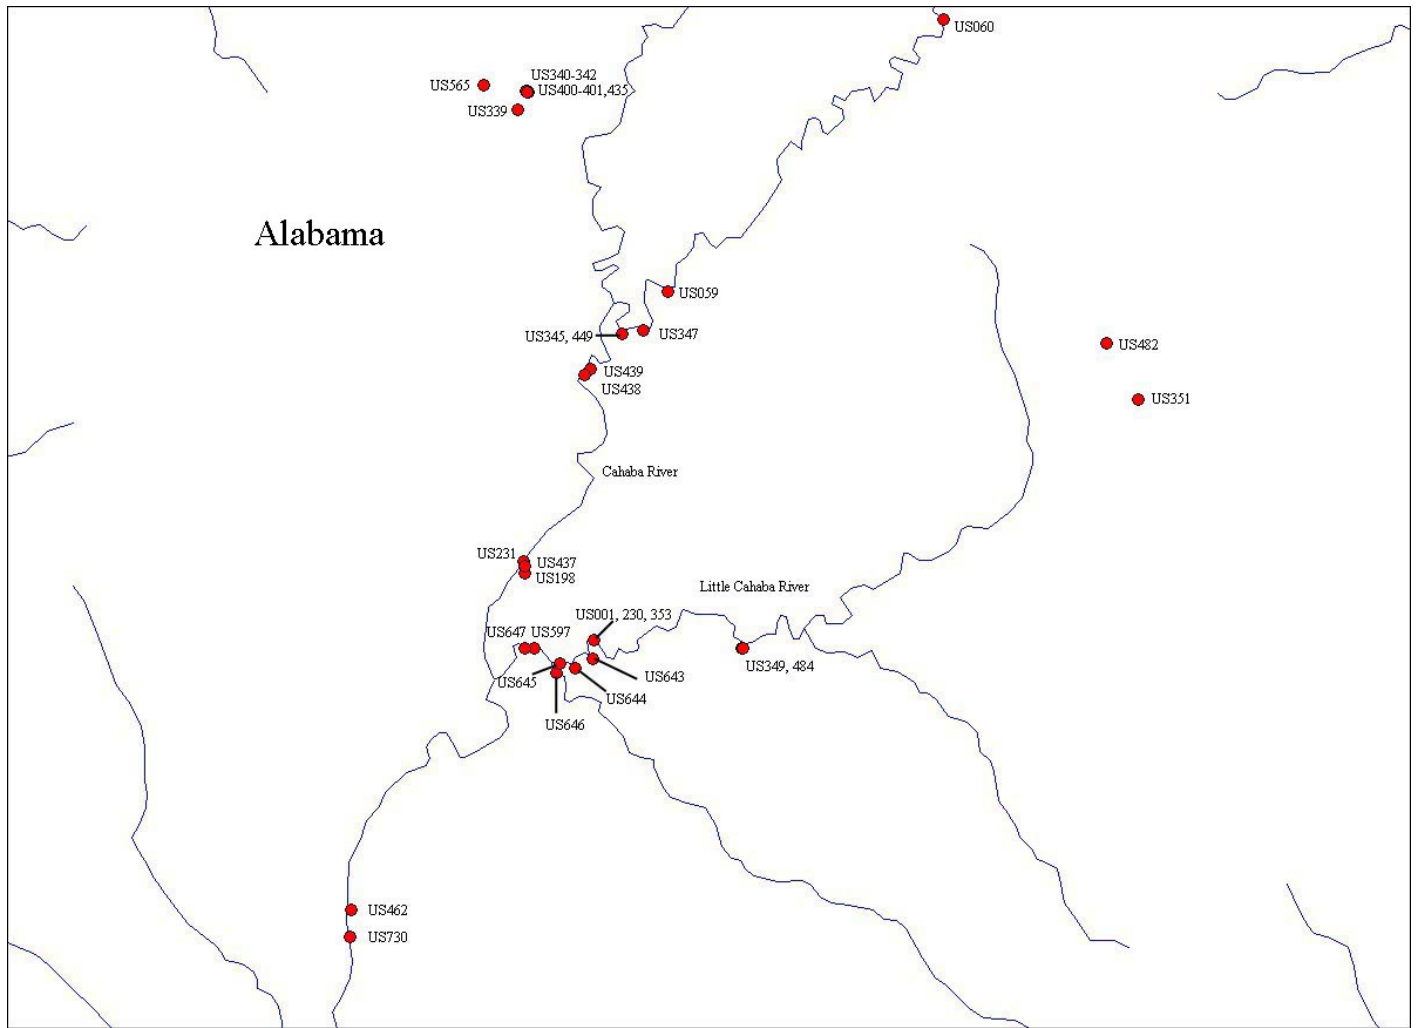 US060
US340-342
US565
US400-401,435
US339
Alabama
US059
US345, 449
US347
US482
US439
US438
US351
Cahaba River
US231
US437
US198
Little Cahaba River
US001, 230, 353
US647
US597
US349, 484
US645
US643
US644
US646
US462
US730